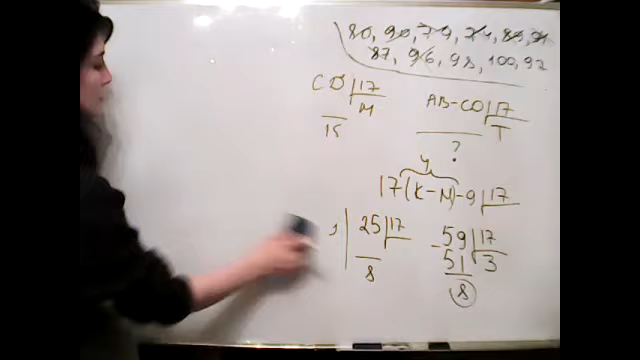 80, 90, 79, 74, 89, 91
87, 96, 98, 100, 92
CD | 17
M
15
AB-CD | 17
T
?
y
17(K-M)-9 | 17
25 | 17
8
- 59 | 17
51 3
8